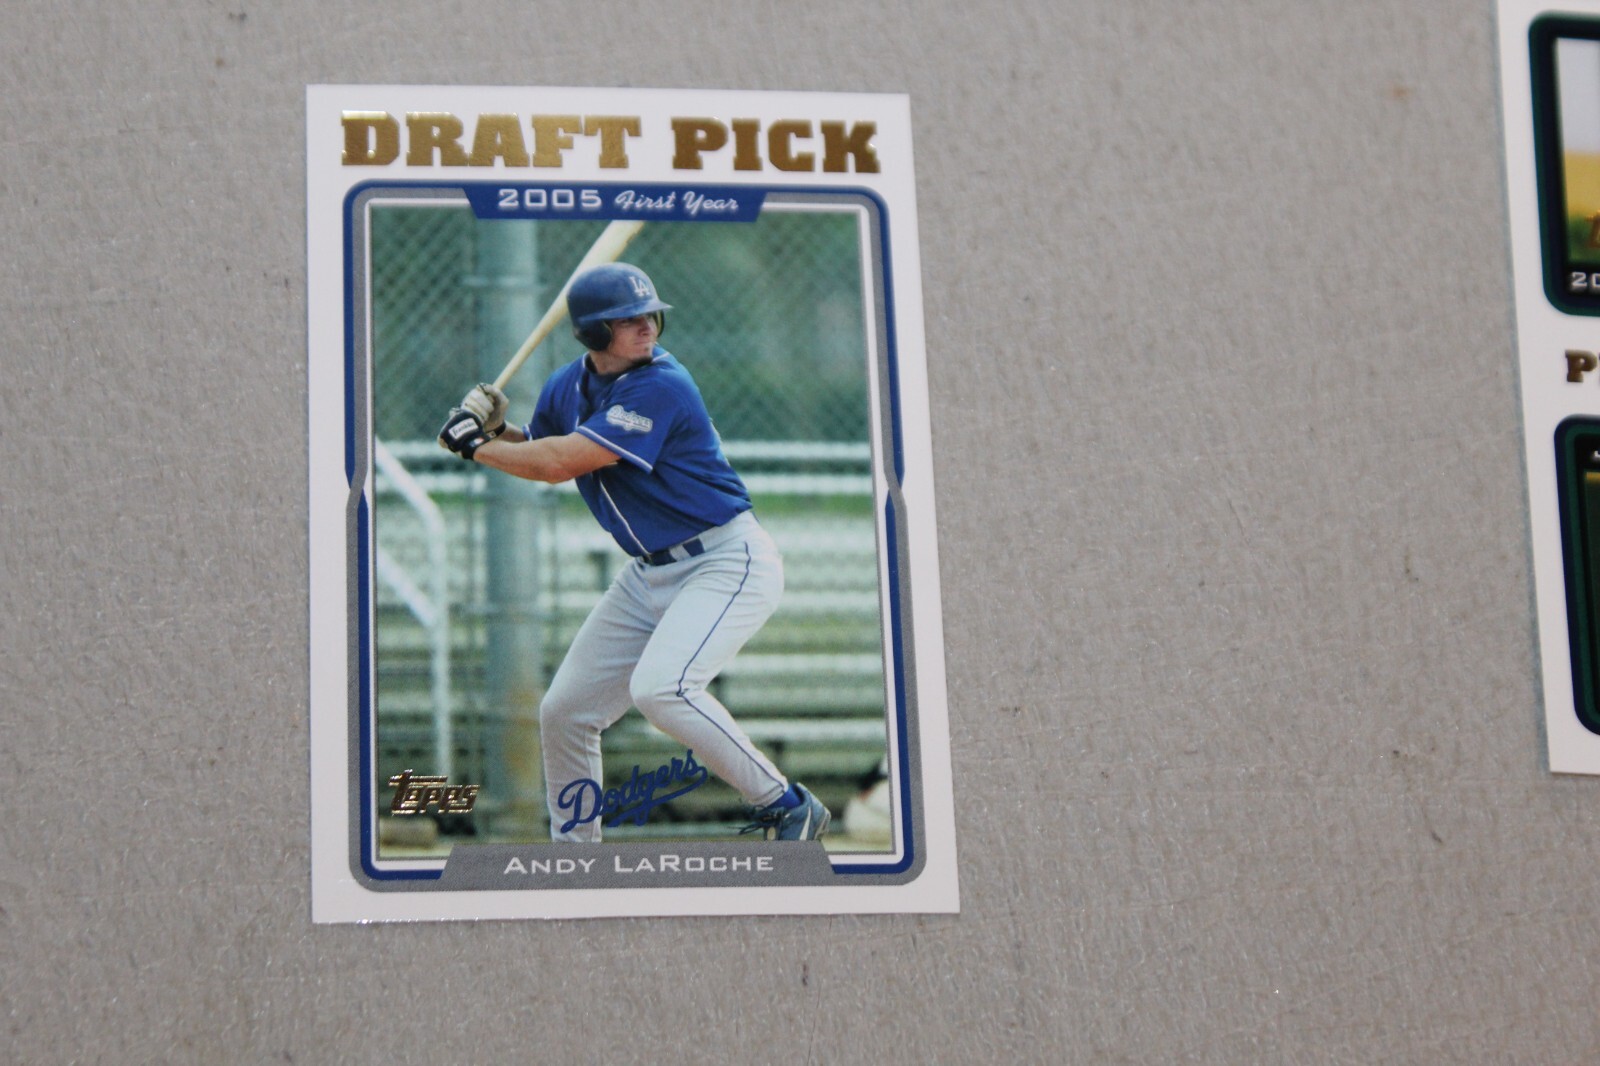 DRAFT PICK
2005 First Year
LA
Dodgers
Topps
Dodgers
ANDY LAROCHE